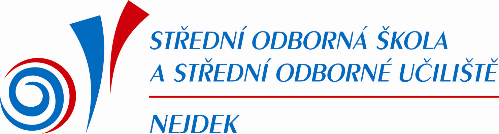 STŘEDNÍ ODBORNÁ ŠKOLA
A STŘEDNÍ ODBORNÉ UČILIŠTĚ
NEJDEK